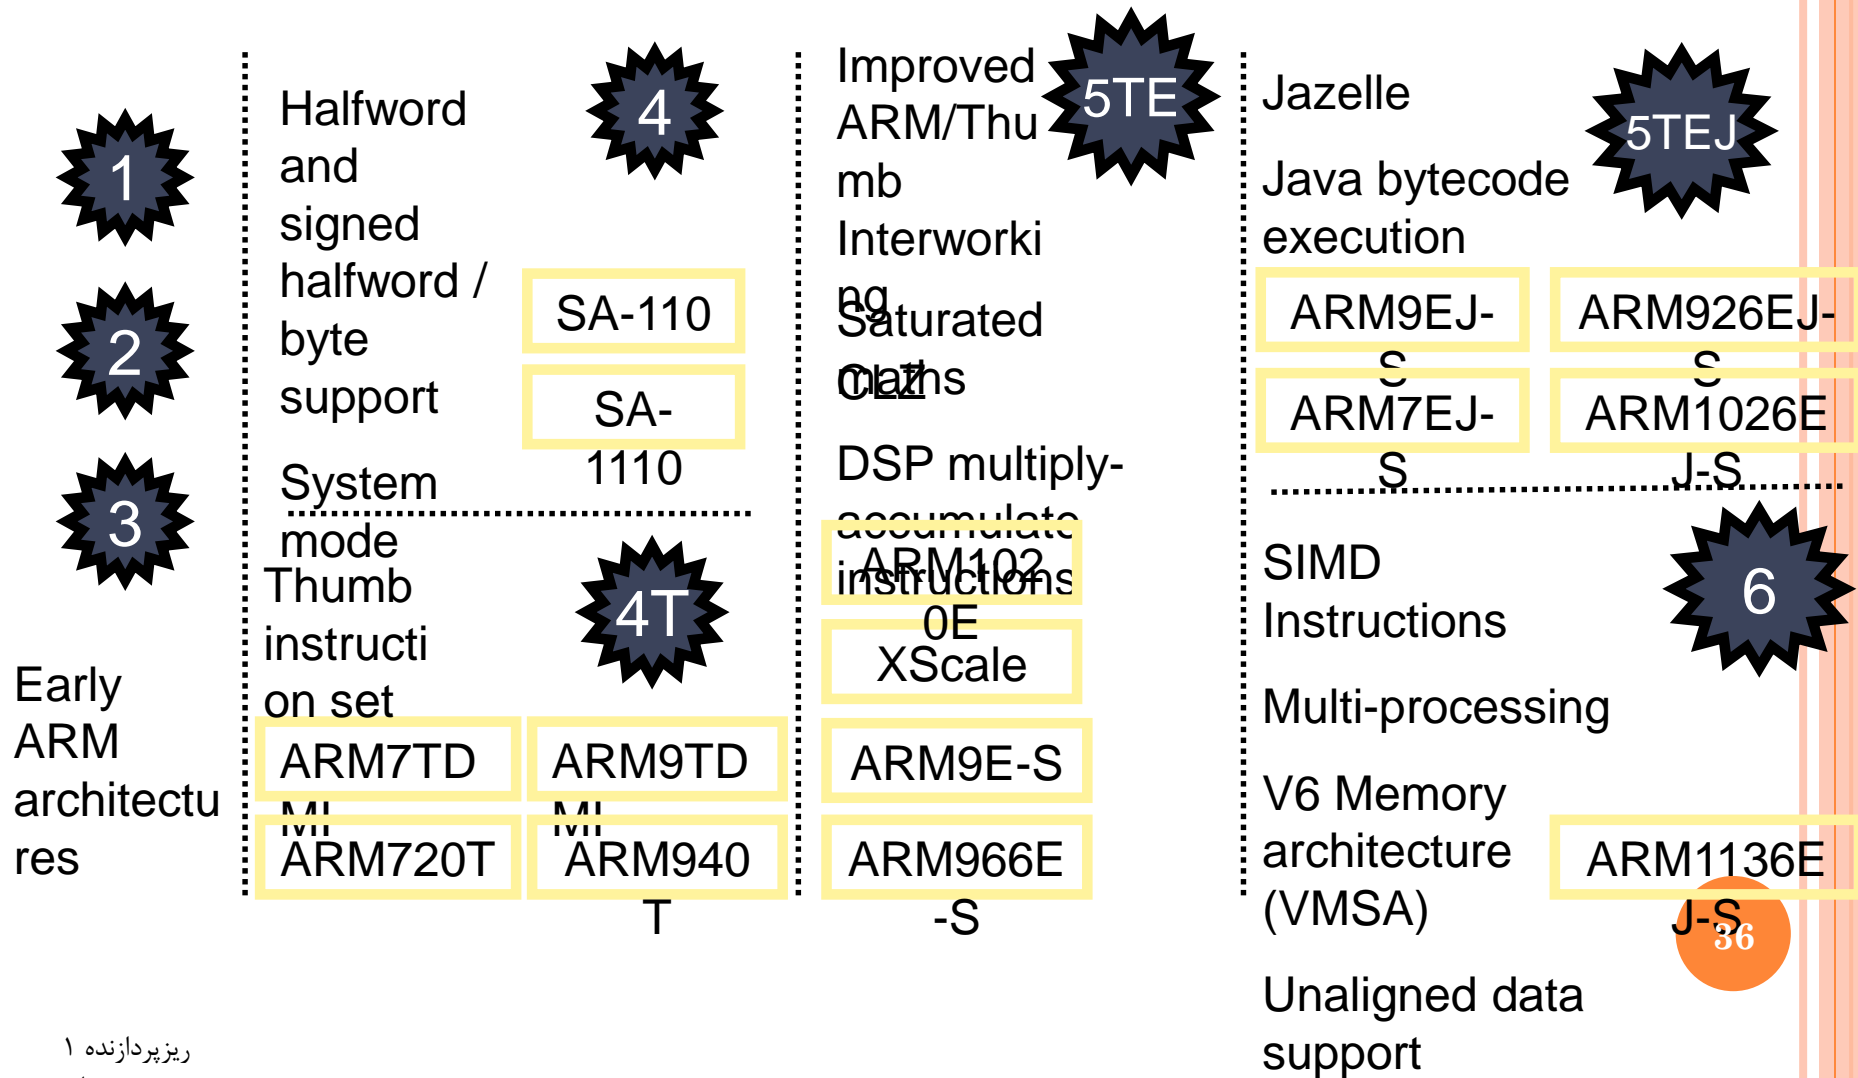 1
2
3
Early
ARM
architectu
res
Halfword
and
signed
halfword /
byte
support
System
mode
4
SA-110
SA-
1110
Thumb
instructi
on set
4T
ARM7TD
MI
ARM9TD
MI
ARM720T
ARM940
T
Improved
ARM/Thu
mb
Interworki
ng
5TE
Saturated
maths
CLZ
DSP multiply-
accumulate
instructions
ARM102
0E
XScale
ARM9E-S
ARM966E
-S
Jazelle
Java bytecode
execution
5TEJ
ARM9EJ-
S
ARM926EJ-
S
ARM7EJ-
S
ARM1026E
J-S
SIMD
Instructions
6
Multi-processing
V6 Memory
architecture
(VMSA)
Unaligned data
support
ARM1136E
J-S
36
ریزپردازنده ۱